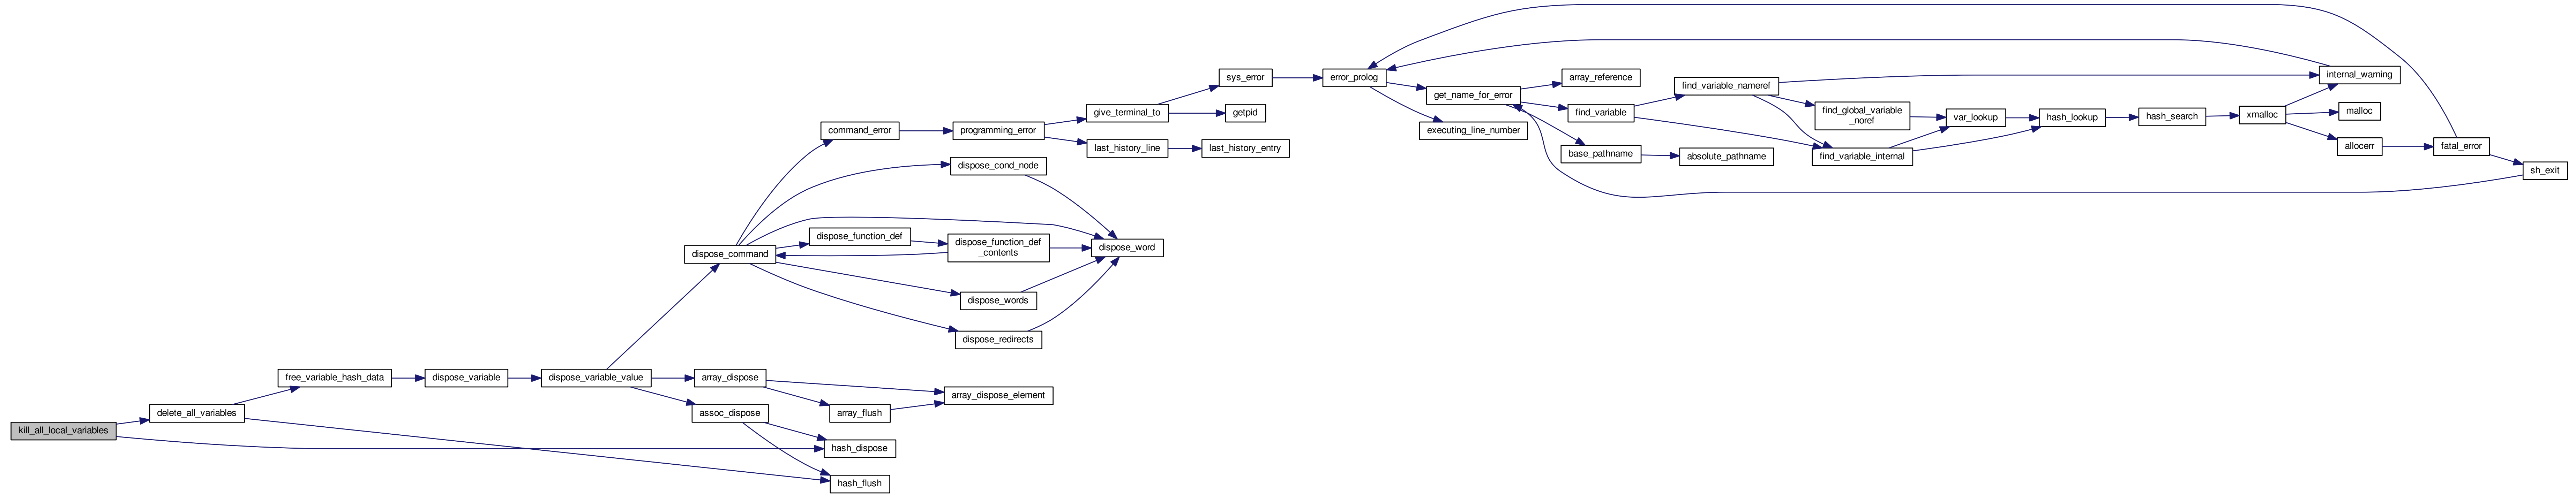 kill_all_local_variables
delete_all_variables
free_variable_hash_data
dispose_variable
dispose_variable_value
dispose_command
command_error
programming_error
give_terminal_to
sys_error
getpid
last_history_line
last_history_entry
dispose_cond_node
dispose_function_def
dispose_function_def
_contents
dispose_word
dispose_words
dispose_redirects
array_dispose
array_flush
array_dispose_element
assoc_dispose
hash_dispose
hash_flush
error_prolog
get_name_for_error
executing_line_number
array_reference
find_variable
base_pathname
absolute_pathname
find_variable_nameref
find_global_variable
_noref
find_variable_internal
var_lookup
hash_lookup
hash_search
xmalloc
internal_warning
malloc
allocerr
fatal_error
sh_exit